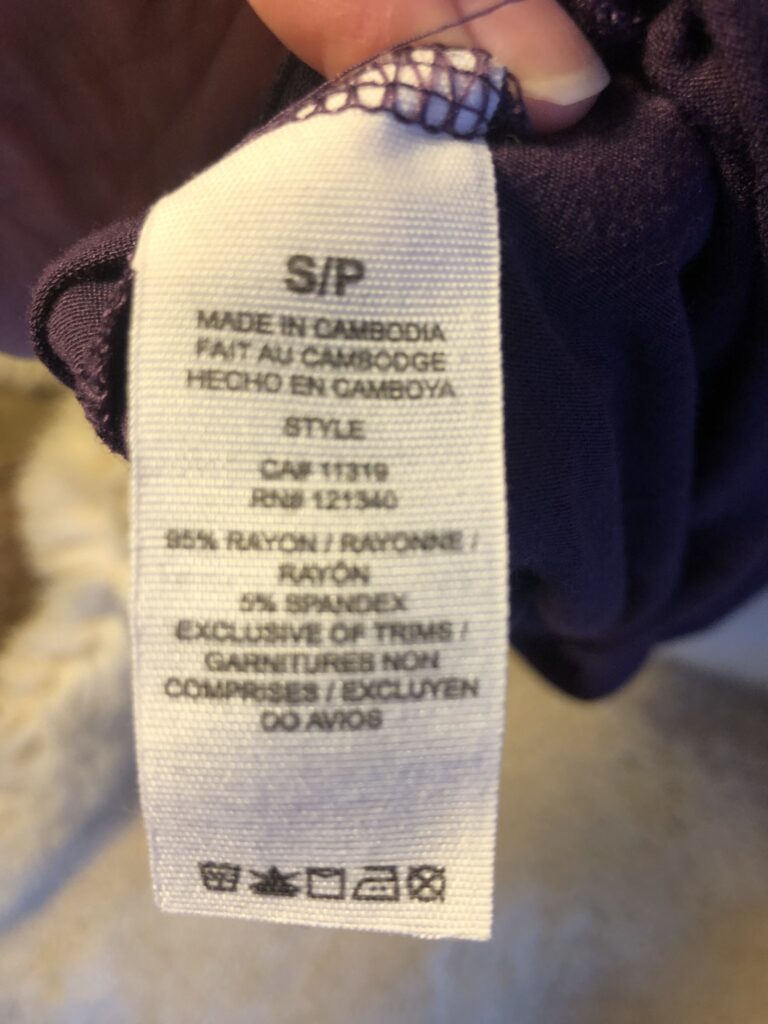 S/P
MADE IN CAMBODIA
FAIT AU CAMBODGE
HECHO EN CAMBOYA
STYLE
CA# 11319
RN# 121340
95% RAYON / RAYONNE /
RAYÓN
5% SPANDEX
EXCLUSIVE OF TRIMS /
GARNITURES NON
COMPRISES / EXCLUYEN
DO AVIOS